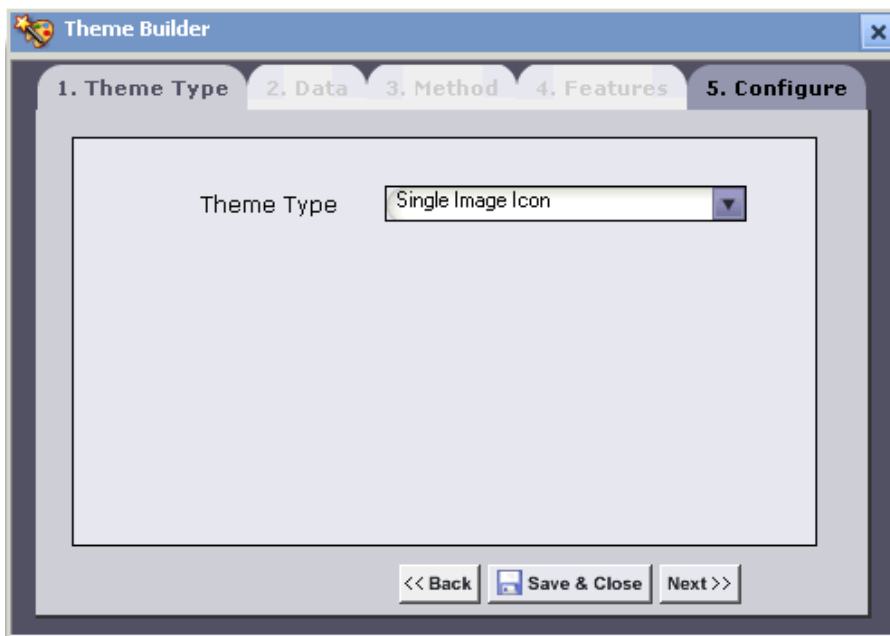 Theme Builder
1. Theme Type 2. Data 3. Method 4. Features 5. Configure
Theme Type Single Image Icon
<< Back Save & Close Next >>